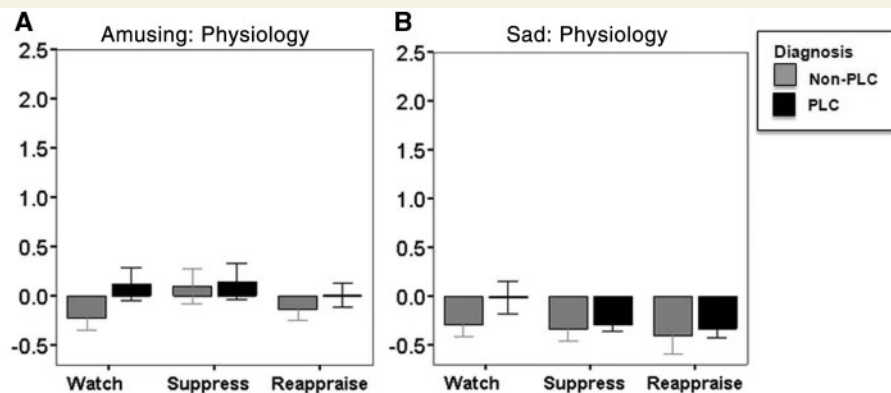 A
Amusing: Physiology
2.5
2.0
1.5
1.0
0.5
0.0
-0.5
Watch Suppress Reappraise
B
Sad: Physiology
2.5
2.0
1.5
1.0
0.5
0.0
-0.5
Watch Suppress Reappraise
Diagnosis
Non-PLC
PLC